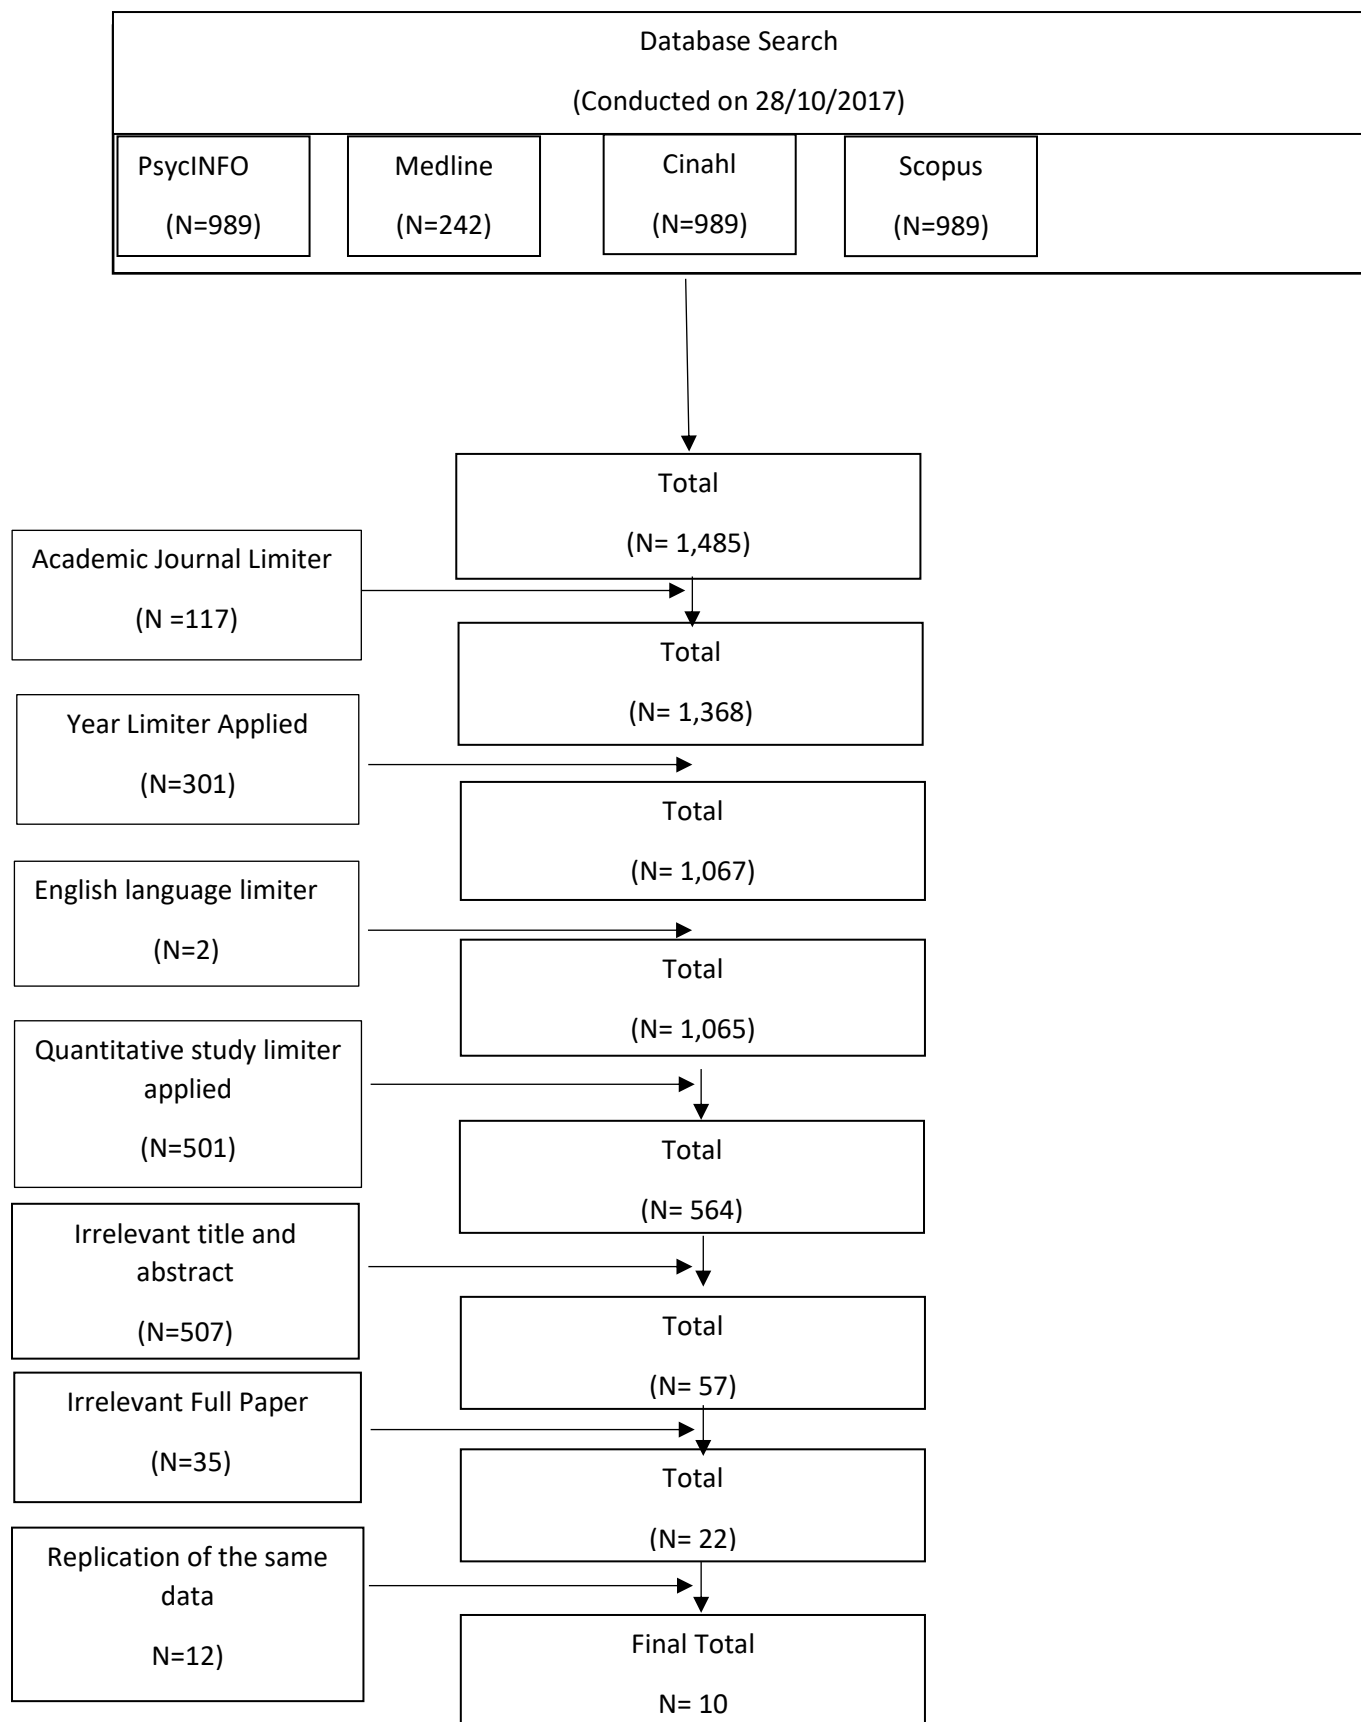 Database Search
(Conducted on 28/10/2017)
PsycINFO
(N=989)
Medline
(N=242)
Cinahl
(N=989)
Scopus
(N=989)
Total
(N= 1,485)
Academic Journal Limiter
(N =117)
Total
(N= 1,368)
Year Limiter Applied
(N=301)
Total
(N= 1,067)
English language limiter
(N=2)
Total
(N= 1,065)
Quantitative study limiter
applied
(N=501)
Total
(N= 564)
Irrelevant title and
abstract
(N=507)
Total
(N= 57)
Irrelevant Full Paper
(N=35)
Total
(N= 22)
Replication of the same
data
N=12)
Final Total
N= 10